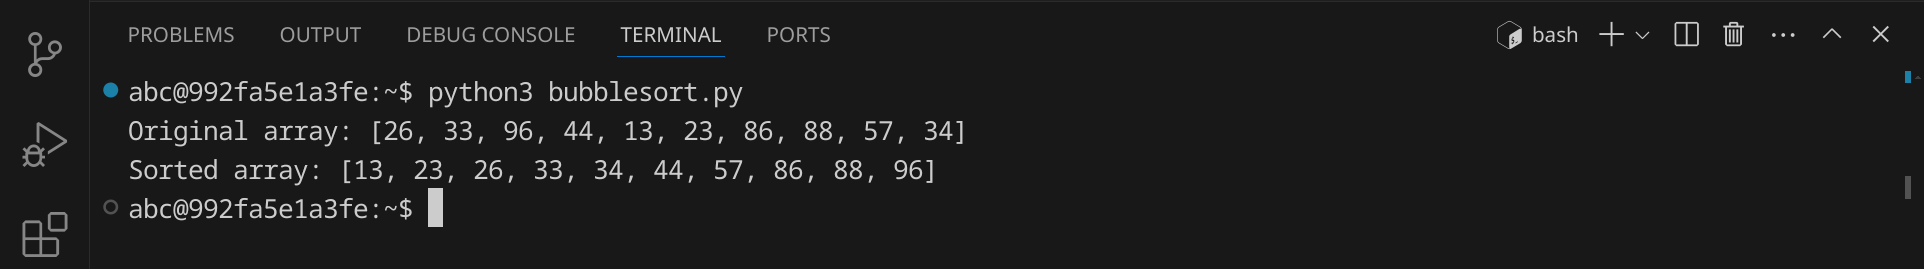 PROBLEMS OUTPUT DEBUG CONSOLE TERMINAL PORTS bash
abc@992fa5e1a3fe:~$ python3 bubblesort.py
Original array: [26, 33, 96, 44, 13, 23, 86, 88, 57, 34]
Sorted array: [13, 23, 26, 33, 34, 44, 57, 86, 88, 96]
abc@992fa5e1a3fe:~$